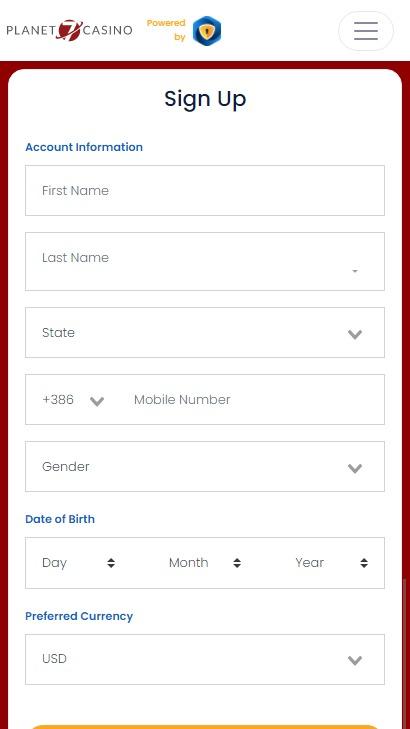 PLANET 7 CASINO
Powered
by
Sign Up
Account Information
First Name
Last Name
State
+386 Mobile Number
Gender
Date of Birth
Day Month Year
Preferred Currency
USD